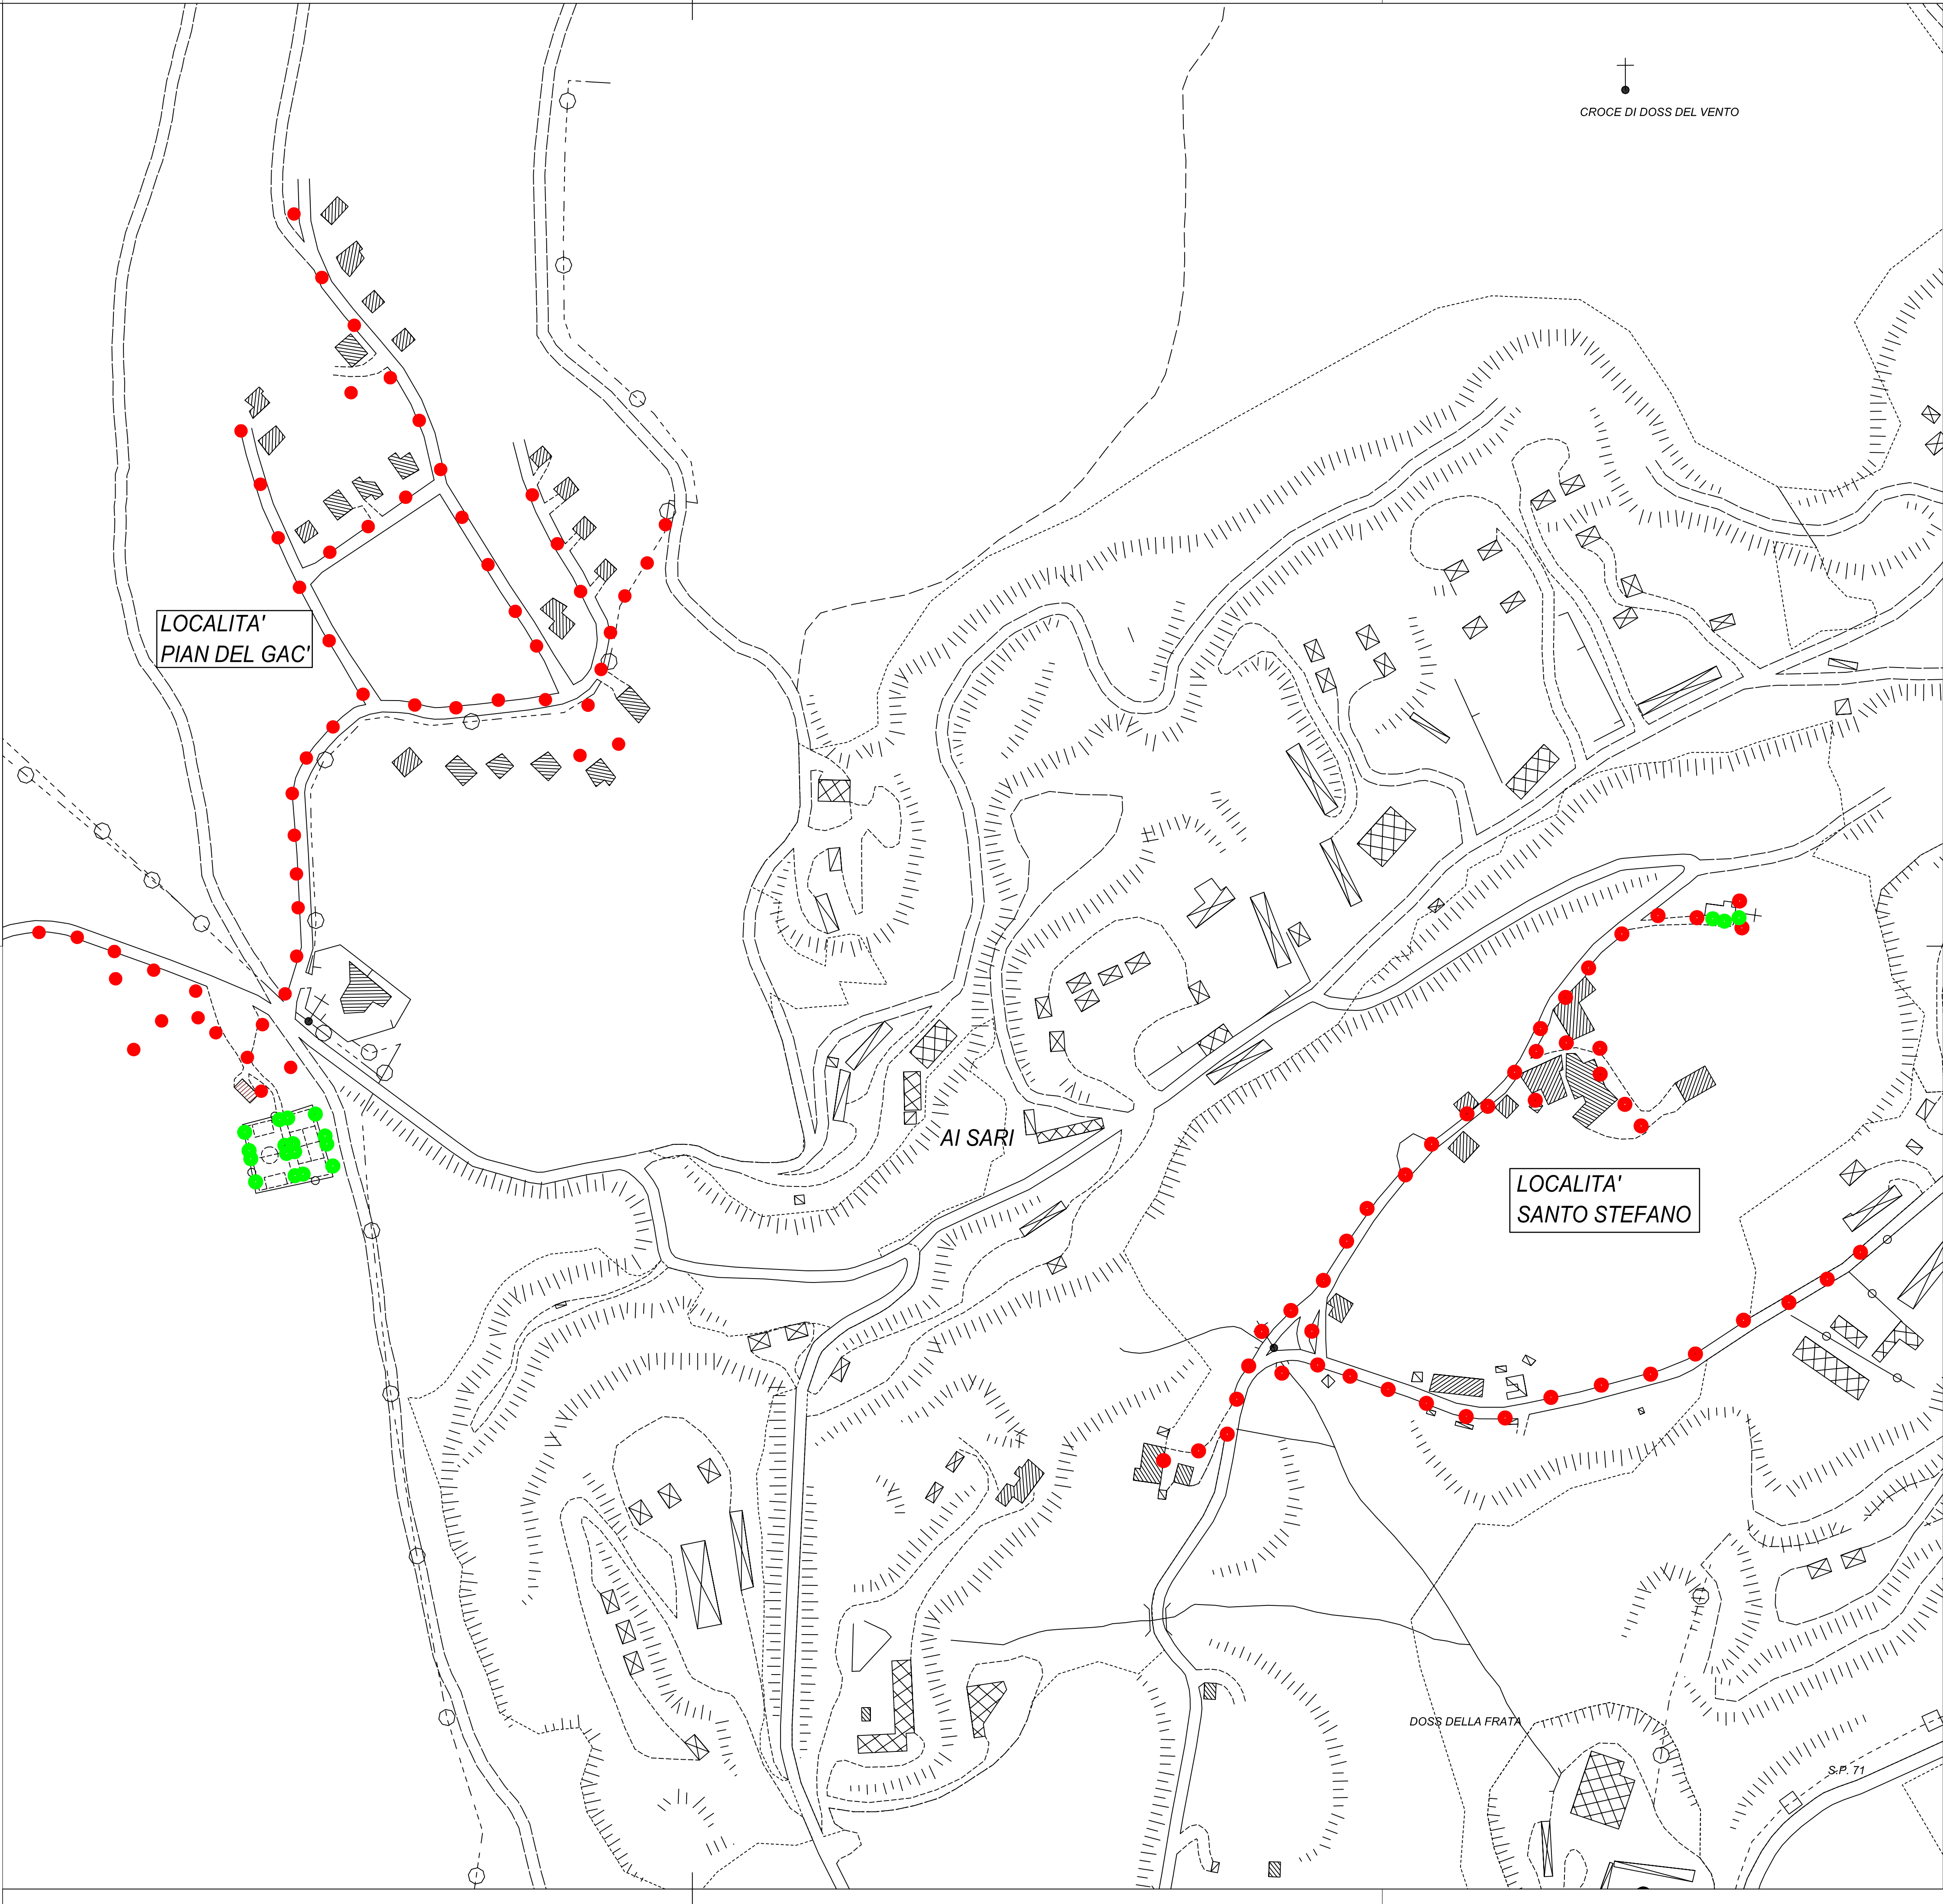 CROCE DI DOSS DEL VENTO
LOCALITA'
PIAN DEL GAC'
AI SARI
LOCALITA'
SANTO STEFANO
DOSS DELLA FRATA
S.P. 71